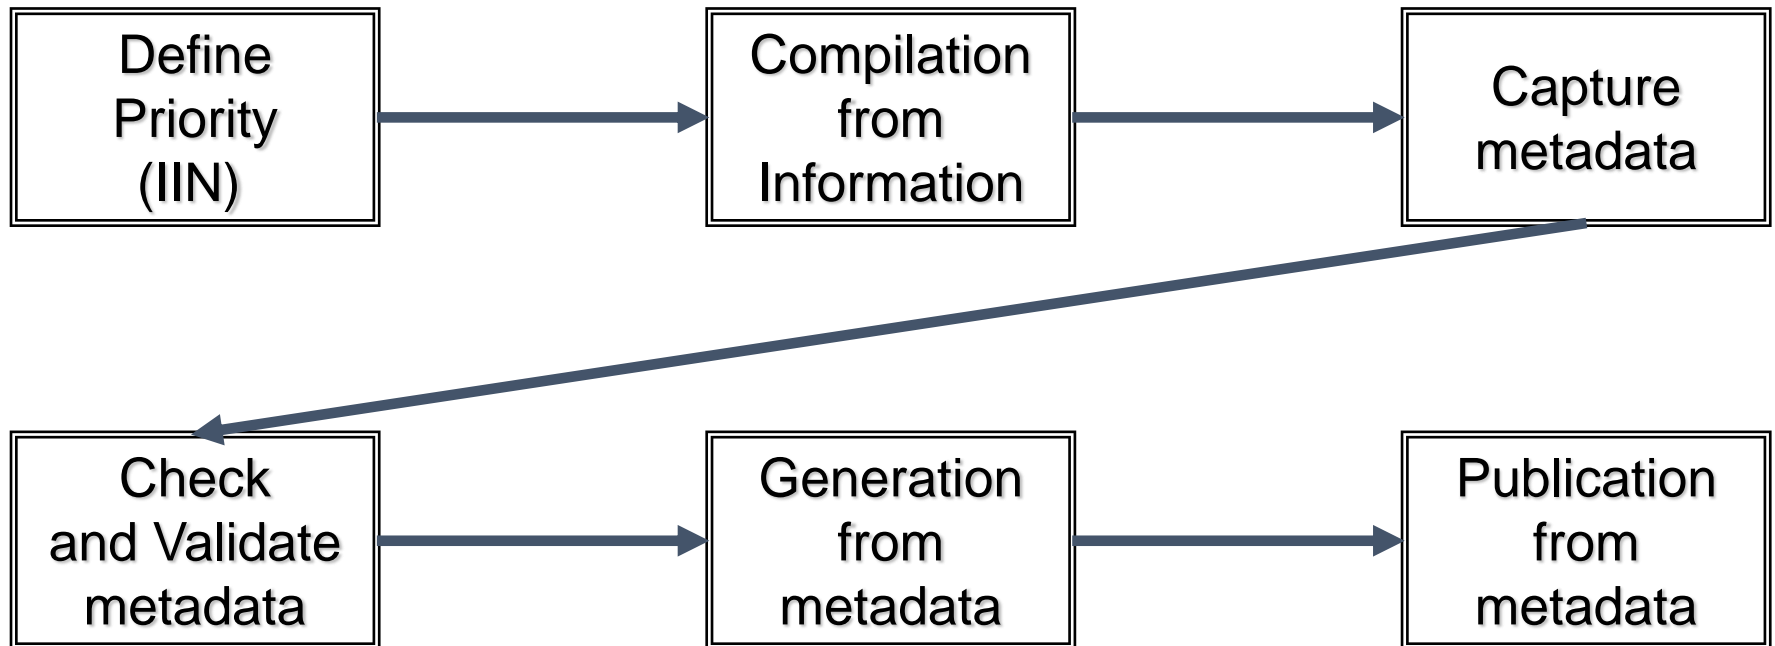 Define
Priority
(IIN)
Compilation
from
Information
Capture
metadata
Check
and Validate
metadata
Generation
from
metadata
Publication
from
metadata